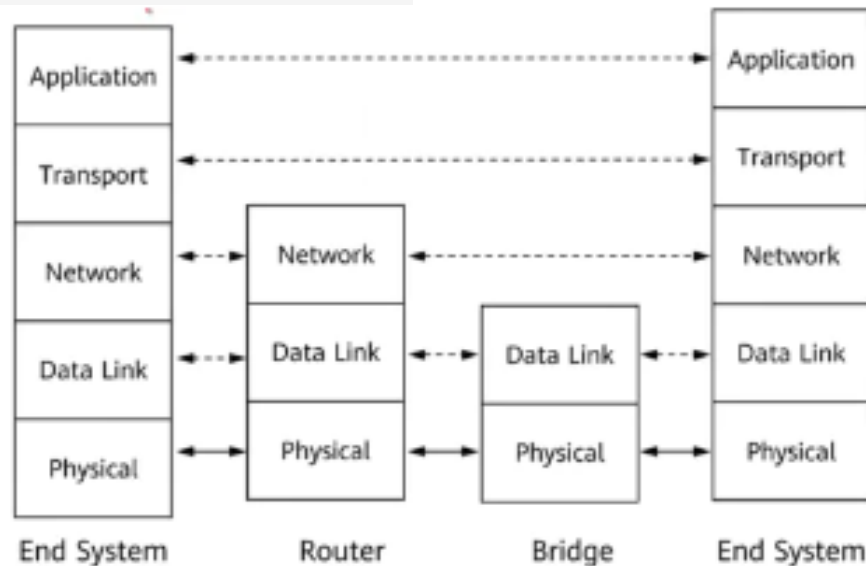 Application
Application
Transport
Transport
Network
Network
Network
Data Link
Data Link
Data Link
Data Link
Physical
Physical
Physical
Physical
End System
Router
Bridge
End System